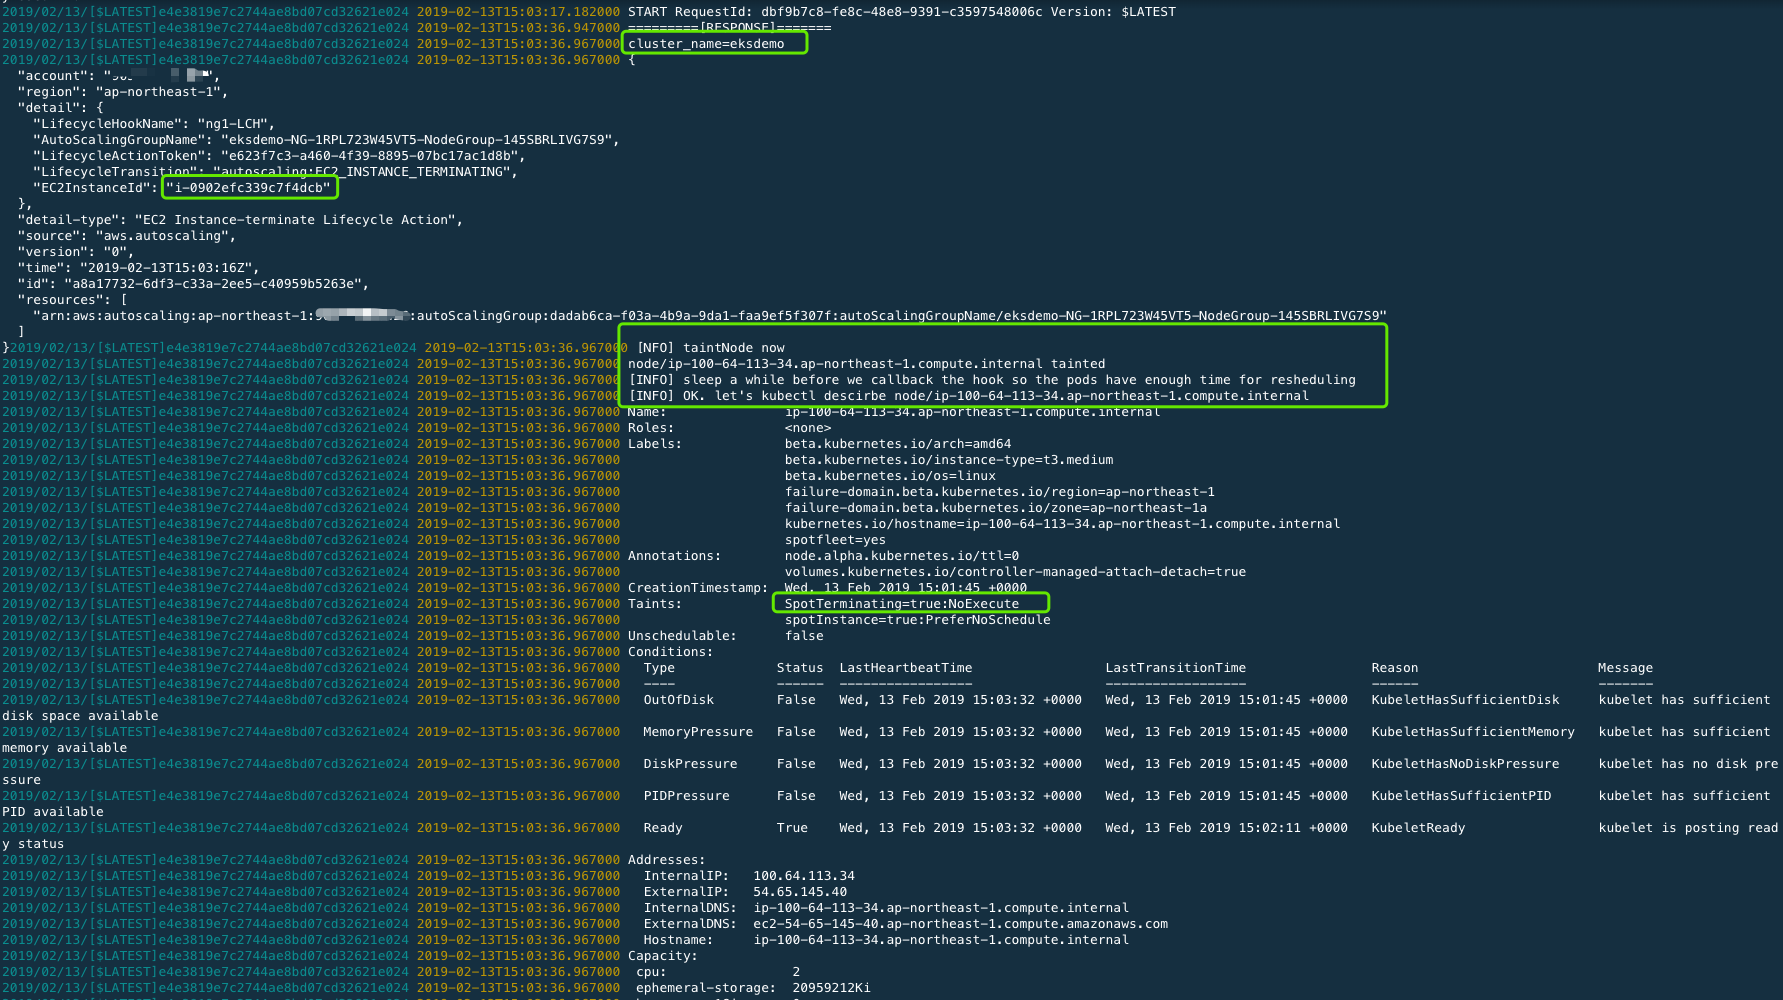 2019/02/13/[$LATEST]e4e3819e7c2744ae8bd07cd32621e024 2019-02-13T15:03:17.182000 START RequestId: dbf9b7c8-fe8c-48e8-9391-c3597548006c Version: $LATEST
2019/02/13/[$LATEST]e4e3819e7c2744ae8bd07cd32621e024 2019-02-13T15:03:36.947000 =========[RESPONSE]=======
2019/02/13/[$LATEST]e4e3819e7c2744ae8bd07cd32621e024 2019-02-13T15:03:36.967000 cluster_name=eksdemo
2019/02/13/[$LATEST]e4e3819e7c2744ae8bd07cd32621e024 2019-02-13T15:03:36.967000 {
"account": "
"region": "ap-northeast-1",
"detail": {
"LifecycleHookName": "ng1-LCH",
"AutoScalingGroupName": "eksdemo-NG-1RPL723W45VT5-NodeGroup-145SBRLIVG7S9",
"LifecycleActionToken": "e623f7c3-a460-4f39-8895-07bc17ac1d8b",
"LifecycleTransition": "autoscaling:EC2_INSTANCE_TERMINATING",
"EC2InstanceId": "i-0902efc339c7f4dcb"
},
"detail-type": "EC2 Instance-terminate Lifecycle Action",
"source": "aws.autoscaling",
"version": "0",
"time": "2019-02-13T15:03:16Z",
"id": "a8a17732-6df3-c33a-2ee5-c40959b5263e",
"resources": [
"arn:aws:autoscaling:ap-northeast-1: :autoScalingGroup:dadab6ca-f03a-4b9a-9da1-faa9ef5f307f:autoScalingGroupName/eksdemo-NG-1RPL723W45VT5-NodeGroup-145SBRLIVG7S9"
]
}2019/02/13/[$LATEST]e4e3819e7c2744ae8bd07cd32621e024 2019-02-13T15:03:36.967000 [NFO] taintNode now
2019/02/13/[$LATEST]e4e3819e7c2744ae8bd07cd32621e024 2019-02-13T15:03:36.967000 node/ip-100-64-113-34.ap-northeast-1.compute.internal tainted
2019/02/13/[$LATEST]e4e3819e7c2744ae8bd07cd32621e024 2019-02-13T15:03:36.967000 [INFO] sleep a while before we callback the hook so the pods have enough time for resheduling
2019/02/13/[$LATEST]e4e3819e7c2744ae8bd07cd32621e024 2019-02-13T15:03:36.967000 [INFO] OK. let's kubectl descirbe node/ip-100-64-113-34.ap-northeast-1.compute.internal
2019/02/13/[$LATEST]e4e3819e7c2744ae8bd07cd32621e024 2019-02-13T15:03:36.967000 Name: ip-100-64-113-34.ap-northeast-1.compute.internal
2019/02/13/[$LATEST]e4e3819e7c2744ae8bd07cd32621e024 2019-02-13T15:03:36.967000 Roles: <none>
2019/02/13/[$LATEST]e4e3819e7c2744ae8bd07cd32621e024 2019-02-13T15:03:36.967000 Labels: beta.kubernetes.io/arch=amd64
2019/02/13/[$LATEST]e4e3819e7c2744ae8bd07cd32621e024 2019-02-13T15:03:36.967000 beta.kubernetes.io/instance-type=t3.medium
2019/02/13/[$LATEST]e4e3819e7c2744ae8bd07cd32621e024 2019-02-13T15:03:36.967000 beta.kubernetes.io/os=linux
2019/02/13/[$LATEST]e4e3819e7c2744ae8bd07cd32621e024 2019-02-13T15:03:36.967000 failure-domain.beta.kubernetes.io/region=ap-northeast-1
2019/02/13/[$LATEST]e4e3819e7c2744ae8bd07cd32621e024 2019-02-13T15:03:36.967000 failure-domain.beta.kubernetes.io/zone=ap-northeast-1a
2019/02/13/[$LATEST]e4e3819e7c2744ae8bd07cd32621e024 2019-02-13T15:03:36.967000 kubernetes.io/hostname=ip-100-64-113-34.ap-northeast-1.compute.internal
2019/02/13/[$LATEST]e4e3819e7c2744ae8bd07cd32621e024 2019-02-13T15:03:36.967000 spotfleet=yes
2019/02/13/[$LATEST]e4e3819e7c2744ae8bd07cd32621e024 2019-02-13T15:03:36.967000 Annotations: node.alpha.kubernetes.io/ttl=0
2019/02/13/[$LATEST]e4e3819e7c2744ae8bd07cd32621e024 2019-02-13T15:03:36.967000 volumes.kubernetes.io/controller-managed-attach-detach=true
2019/02/13/[$LATEST]e4e3819e7c2744ae8bd07cd32621e024 2019-02-13T15:03:36.967000 CreationTimestamp: Wed, 13 Feb 2019 15:01:45 +0000
2019/02/13/[$LATEST]e4e3819e7c2744ae8bd07cd32621e024 2019-02-13T15:03:36.967000 Taints: SpotTerminating=true:NoExecute
2019/02/13/[$LATEST]e4e3819e7c2744ae8bd07cd32621e024 2019-02-13T15:03:36.967000 spotInstance=true:PreferNoSchedule
2019/02/13/[$LATEST]e4e3819e7c2744ae8bd07cd32621e024 2019-02-13T15:03:36.967000 Unschedulable: false
2019/02/13/[$LATEST]e4e3819e7c2744ae8bd07cd32621e024 2019-02-13T15:03:36.967000 Conditions:
2019/02/13/[$LATEST]e4e3819e7c2744ae8bd07cd32621e024 2019-02-13T15:03:36.967000 Type Status LastHeartbeatTime LastTransitionTime Reason Message
2019/02/13/[$LATEST]e4e3819e7c2744ae8bd07cd32621e024 2019-02-13T15:03:36.967000 ---- ------ ----------------- ------------------ ------ -------
2019/02/13/[$LATEST]e4e3819e7c2744ae8bd07cd32621e024 2019-02-13T15:03:36.967000 OutOfDisk False Wed, 13 Feb 2019 15:03:32 +0000 Wed, 13 Feb 2019 15:01:45 +0000 KubeletHasSufficientDisk kubelet has sufficient
disk space available
2019/02/13/[$LATEST]e4e3819e7c2744ae8bd07cd32621e024 2019-02-13T15:03:36.967000 MemoryPressure False Wed, 13 Feb 2019 15:03:32 +0000 Wed, 13 Feb 2019 15:01:45 +0000 KubeletHasSufficientMemory kubelet has sufficient
memory available
2019/02/13/[$LATEST]e4e3819e7c2744ae8bd07cd32621e024 2019-02-13T15:03:36.967000 DiskPressure False Wed, 13 Feb 2019 15:03:32 +0000 Wed, 13 Feb 2019 15:01:45 +0000 KubeletHasNoDiskPressure kubelet has no disk pre
ssure
2019/02/13/[$LATEST]e4e3819e7c2744ae8bd07cd32621e024 2019-02-13T15:03:36.967000 PIDPressure False Wed, 13 Feb 2019 15:03:32 +0000 Wed, 13 Feb 2019 15:01:45 +0000 KubeletHasSufficientPID kubelet has sufficient
PID available
2019/02/13/[$LATEST]e4e3819e7c2744ae8bd07cd32621e024 2019-02-13T15:03:36.967000 Ready True Wed, 13 Feb 2019 15:03:32 +0000 Wed, 13 Feb 2019 15:02:11 +0000 KubeletReady kubelet is posting read
y status
2019/02/13/[$LATEST]e4e3819e7c2744ae8bd07cd32621e024 2019-02-13T15:03:36.967000 Addresses:
2019/02/13/[$LATEST]e4e3819e7c2744ae8bd07cd32621e024 2019-02-13T15:03:36.967000 InternalIP: 100.64.113.34
2019/02/13/[$LATEST]e4e3819e7c2744ae8bd07cd32621e024 2019-02-13T15:03:36.967000 ExternalIP: 54.65.145.40
2019/02/13/[$LATEST]e4e3819e7c2744ae8bd07cd32621e024 2019-02-13T15:03:36.967000 InternalDNS: ip-100-64-113-34.ap-northeast-1.compute.internal
2019/02/13/[$LATEST]e4e3819e7c2744ae8bd07cd32621e024 2019-02-13T15:03:36.967000 ExternalDNS: ec2-54-65-145-40.ap-northeast-1.compute.amazonaws.com
2019/02/13/[$LATEST]e4e3819e7c2744ae8bd07cd32621e024 2019-02-13T15:03:36.967000 Hostname: ip-100-64-113-34.ap-northeast-1.compute.internal
2019/02/13/[$LATEST]e4e3819e7c2744ae8bd07cd32621e024 2019-02-13T15:03:36.967000 Capacity:
2019/02/13/[$LATEST]e4e3819e7c2744ae8bd07cd32621e024 2019-02-13T15:03:36.967000 cpu: 2
2019/02/13/[$LATEST]e4e3819e7c2744ae8bd07cd32621e024 2019-02-13T15:03:36.967000 ephemeral-storage: 20959212Ki